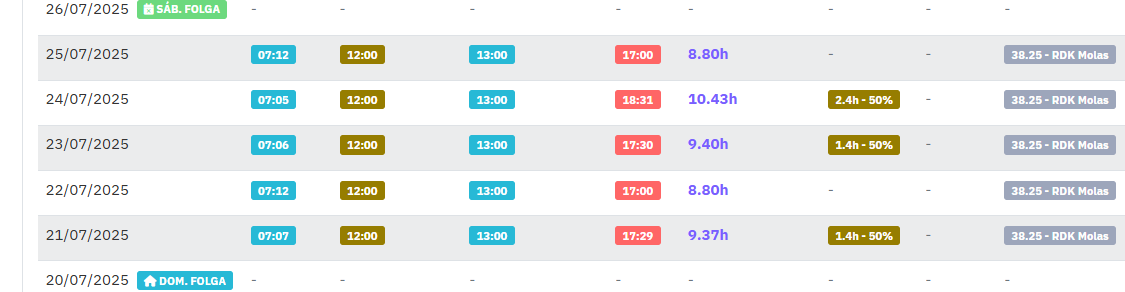 26/07/2025 SÁB. FOLGA - - - - - - - -
25/07/2025 07:12 12:00 13:00 17:00 8.80h - - 38.25 - RDK Molas
24/07/2025 07:05 12:00 13:00 18:31 10.43h 2.4h - 50% - 38.25 - RDK Molas
23/07/2025 07:06 12:00 13:00 17:30 9.40h 1.4h - 50% - 38.25 - RDK Molas
22/07/2025 07:12 12:00 13:00 17:00 8.80h - - 38.25 - RDK Molas
21/07/2025 07:07 12:00 13:00 17:29 9.37h 1.4h - 50% - 38.25 - RDK Molas
20/07/2025 DOM. FOLGA - - - - - - - -